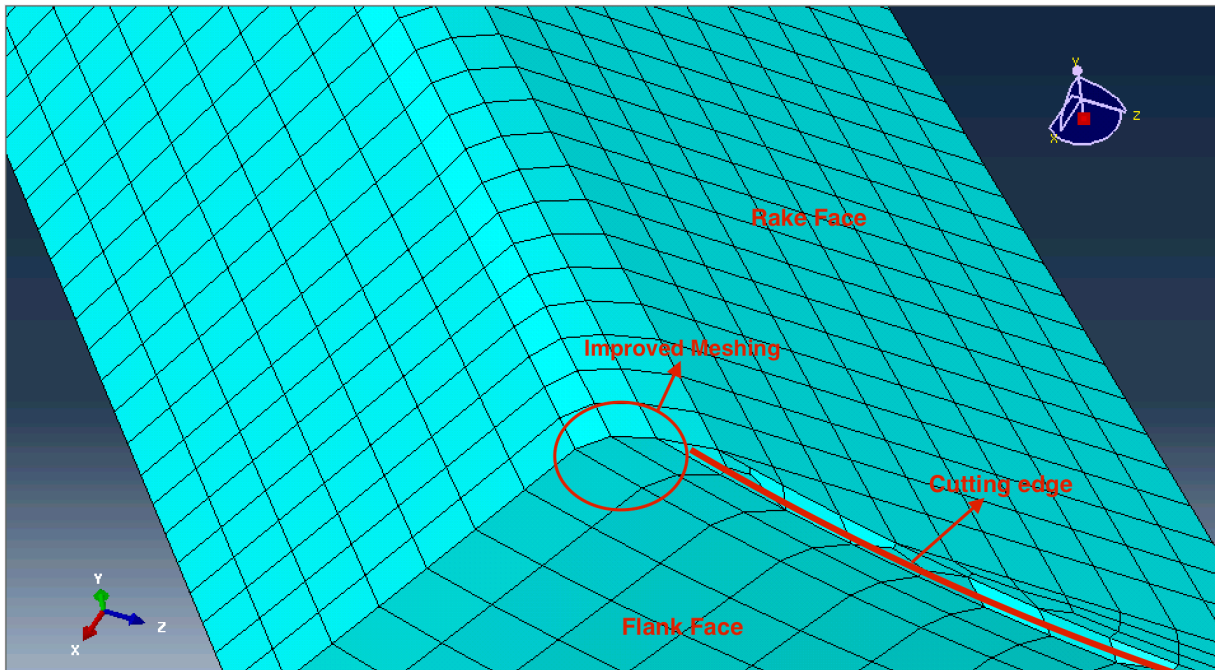 Y
Z
X
Rake Face
Improved Meshing
Cutting edge
Flank Face
Y
Z
X